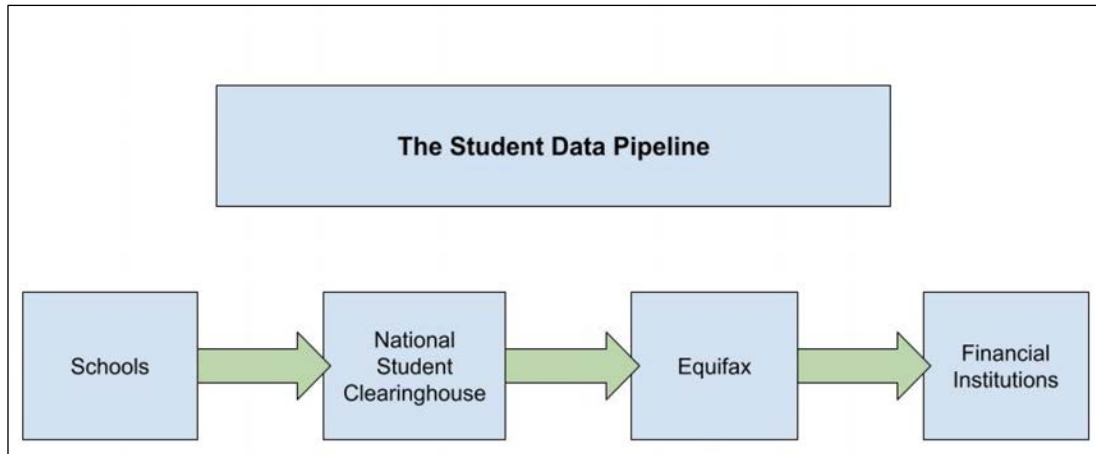 The Student Data Pipeline
Schools
National
Student
Clearinghouse
Equifax
Financial
Institutions